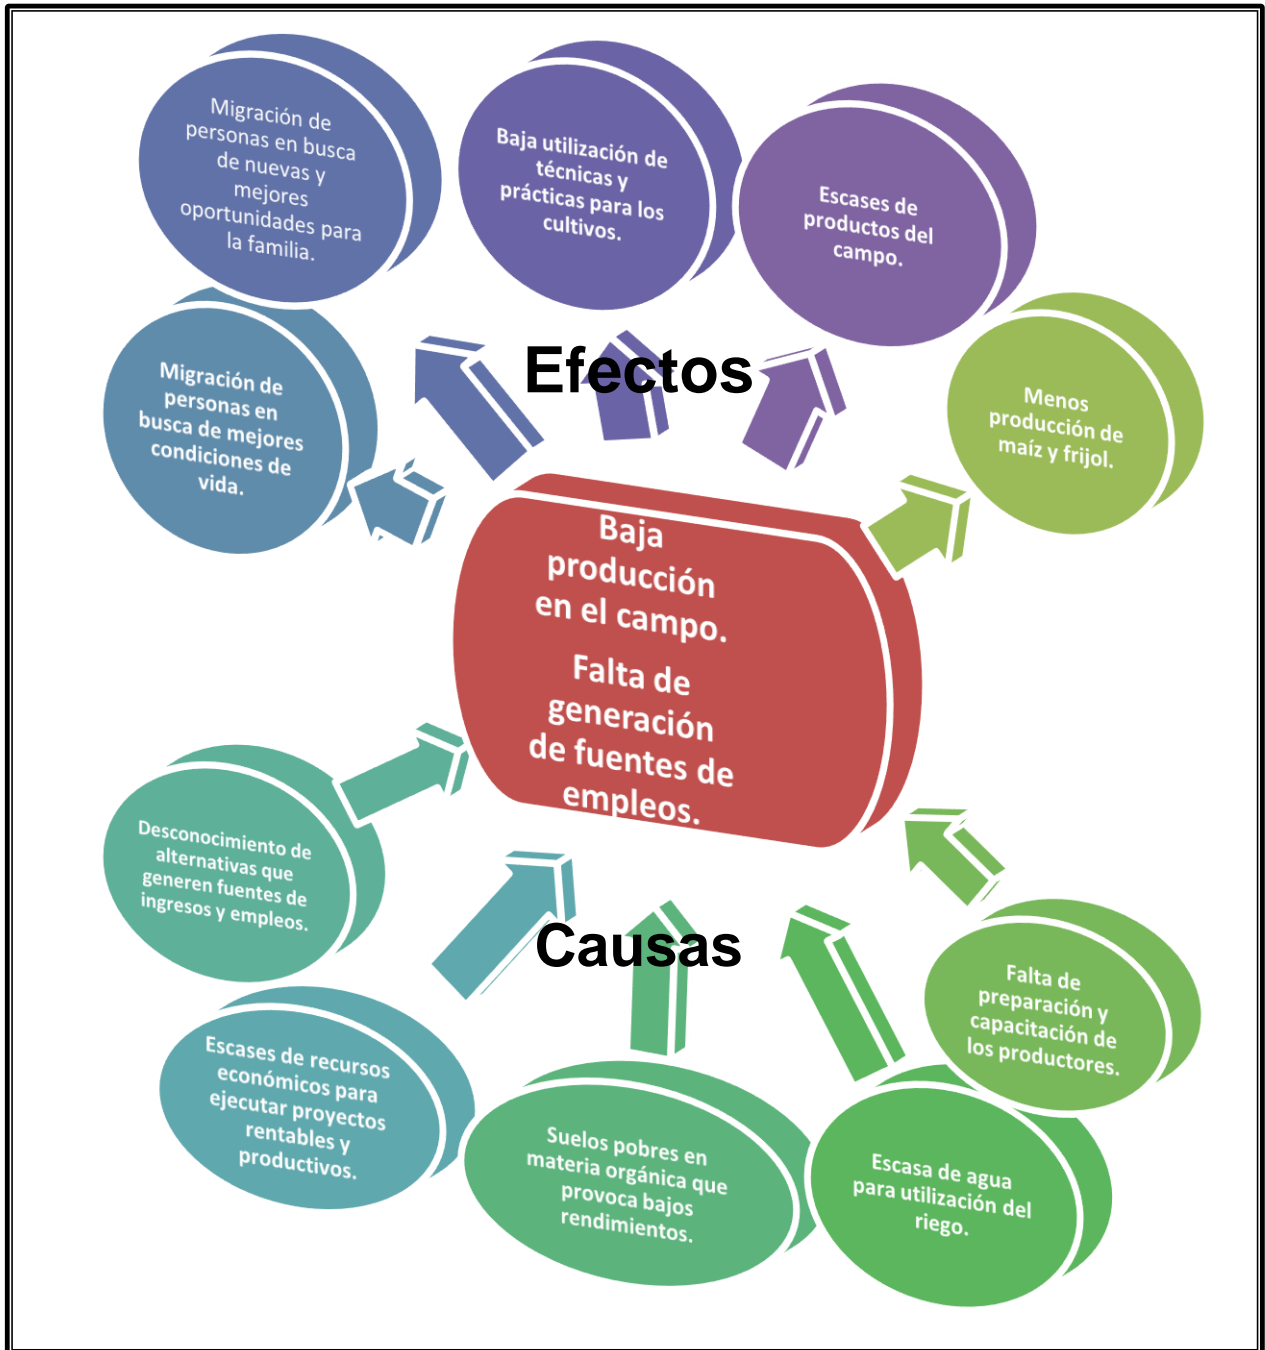 Migración de
personas en busca
de nuevas y
mejores
oportunidades para
la familia.
Baja utilización de
técnicas y
prácticas para los
cultivos.
Escases de
productos del
campo.
Migración de
personas en
busca de mejores
condiciones de
vida.
Efectos
Menos
producción de
maíz y frijol.
Baja
producción
en el campo.
Falta de
generación
de fuentes de
empleos.
Desconocimiento de
alternativas que
generen fuentes de
ingresos y empleos.
Causas
Falta de
preparación y
capacitación de
los productores.
Escases de recursos
económicos para
ejecutar proyectos
rentables y
productivos.
Suelos pobres en
materia orgánica que
provoca bajos
rendimientos.
Escasa de agua
para utilización del
riego.